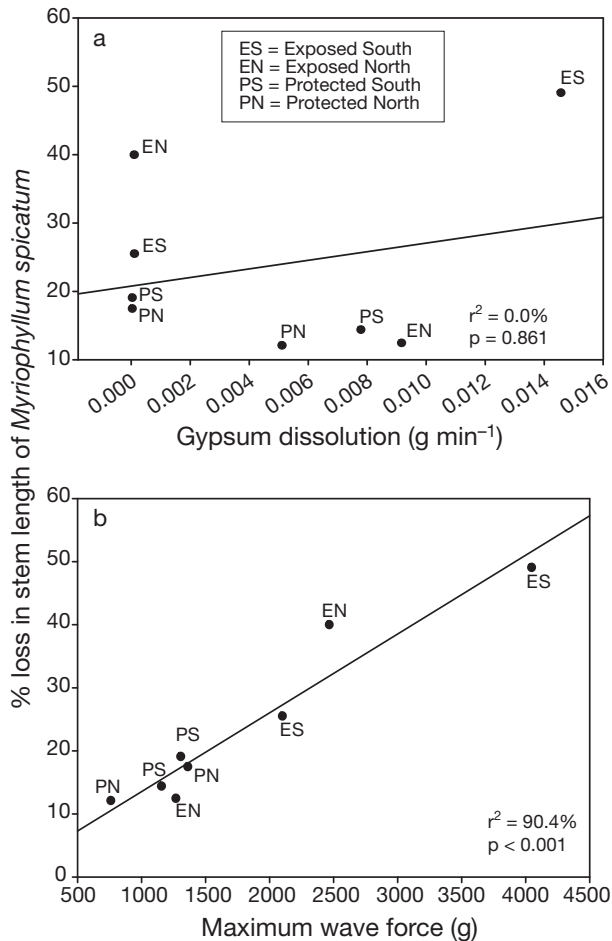 % loss in stem length of Myriophyllum spicatum
a
ES = Exposed South
EN = Exposed North
PS = Protected South
PN = Protected North
60
50
40
30
20
10
ES
EN
ES
PS
PN
PN
PS
EN
r² = 0.0%
p = 0.861
0.000
0.002
0.004
0.006
0.008
0.010
0.012
0.014
0.016
Gypsum dissolution (g min⁻¹)
b
60
50
40
30
20
10
0
ES
EN
ES
PS
PN
PS
PN
EN
r² = 90.4%
p < 0.001
500
1000
1500
2000
2500
3000
3500
4000
4500
Maximum wave force (g)